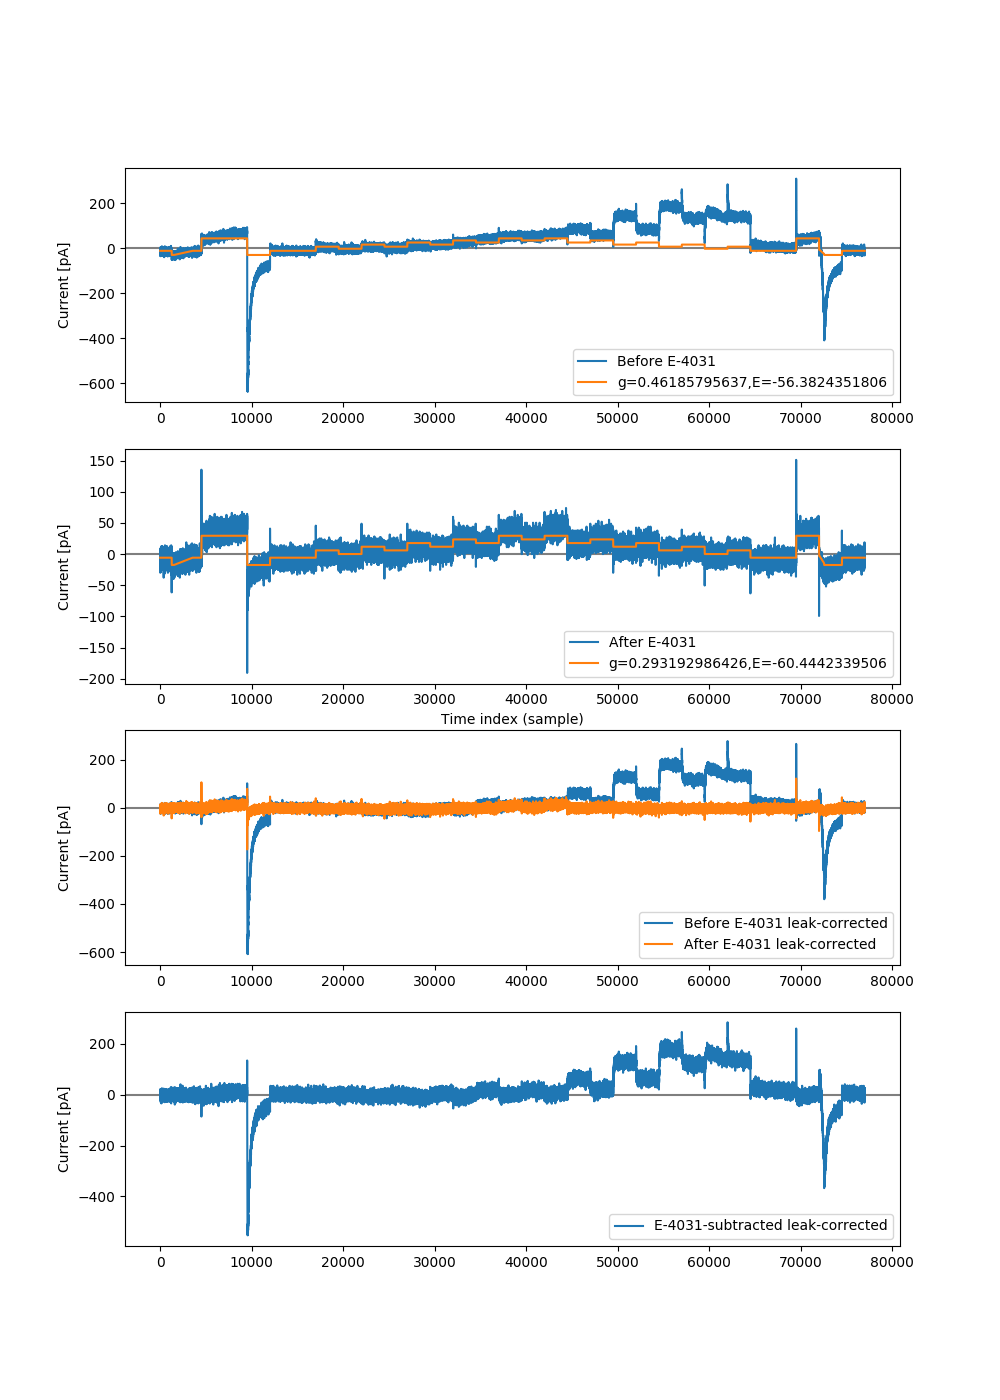 Current [pA]
200
0
−200
−400
−600
Before E-4031
g=0.46185795637,E=-56.3824351806
0 10000 20000 30000 40000 50000 60000 70000 80000
Current [pA]
150
100
50
0
−50
−100
−150
−200
After E-4031
g=0.293192986426,E=-60.4442339506
0 10000 20000 30000 40000 50000 60000 70000 80000
Time index (sample)
Current [pA]
200
0
−200
−400
−600
Before E-4031 leak-corrected
After E-4031 leak-corrected
0 10000 20000 30000 40000 50000 60000 70000 80000
Current [pA]
200
0
−200
−400
E-4031-subtracted leak-corrected
0 10000 20000 30000 40000 50000 60000 70000 80000